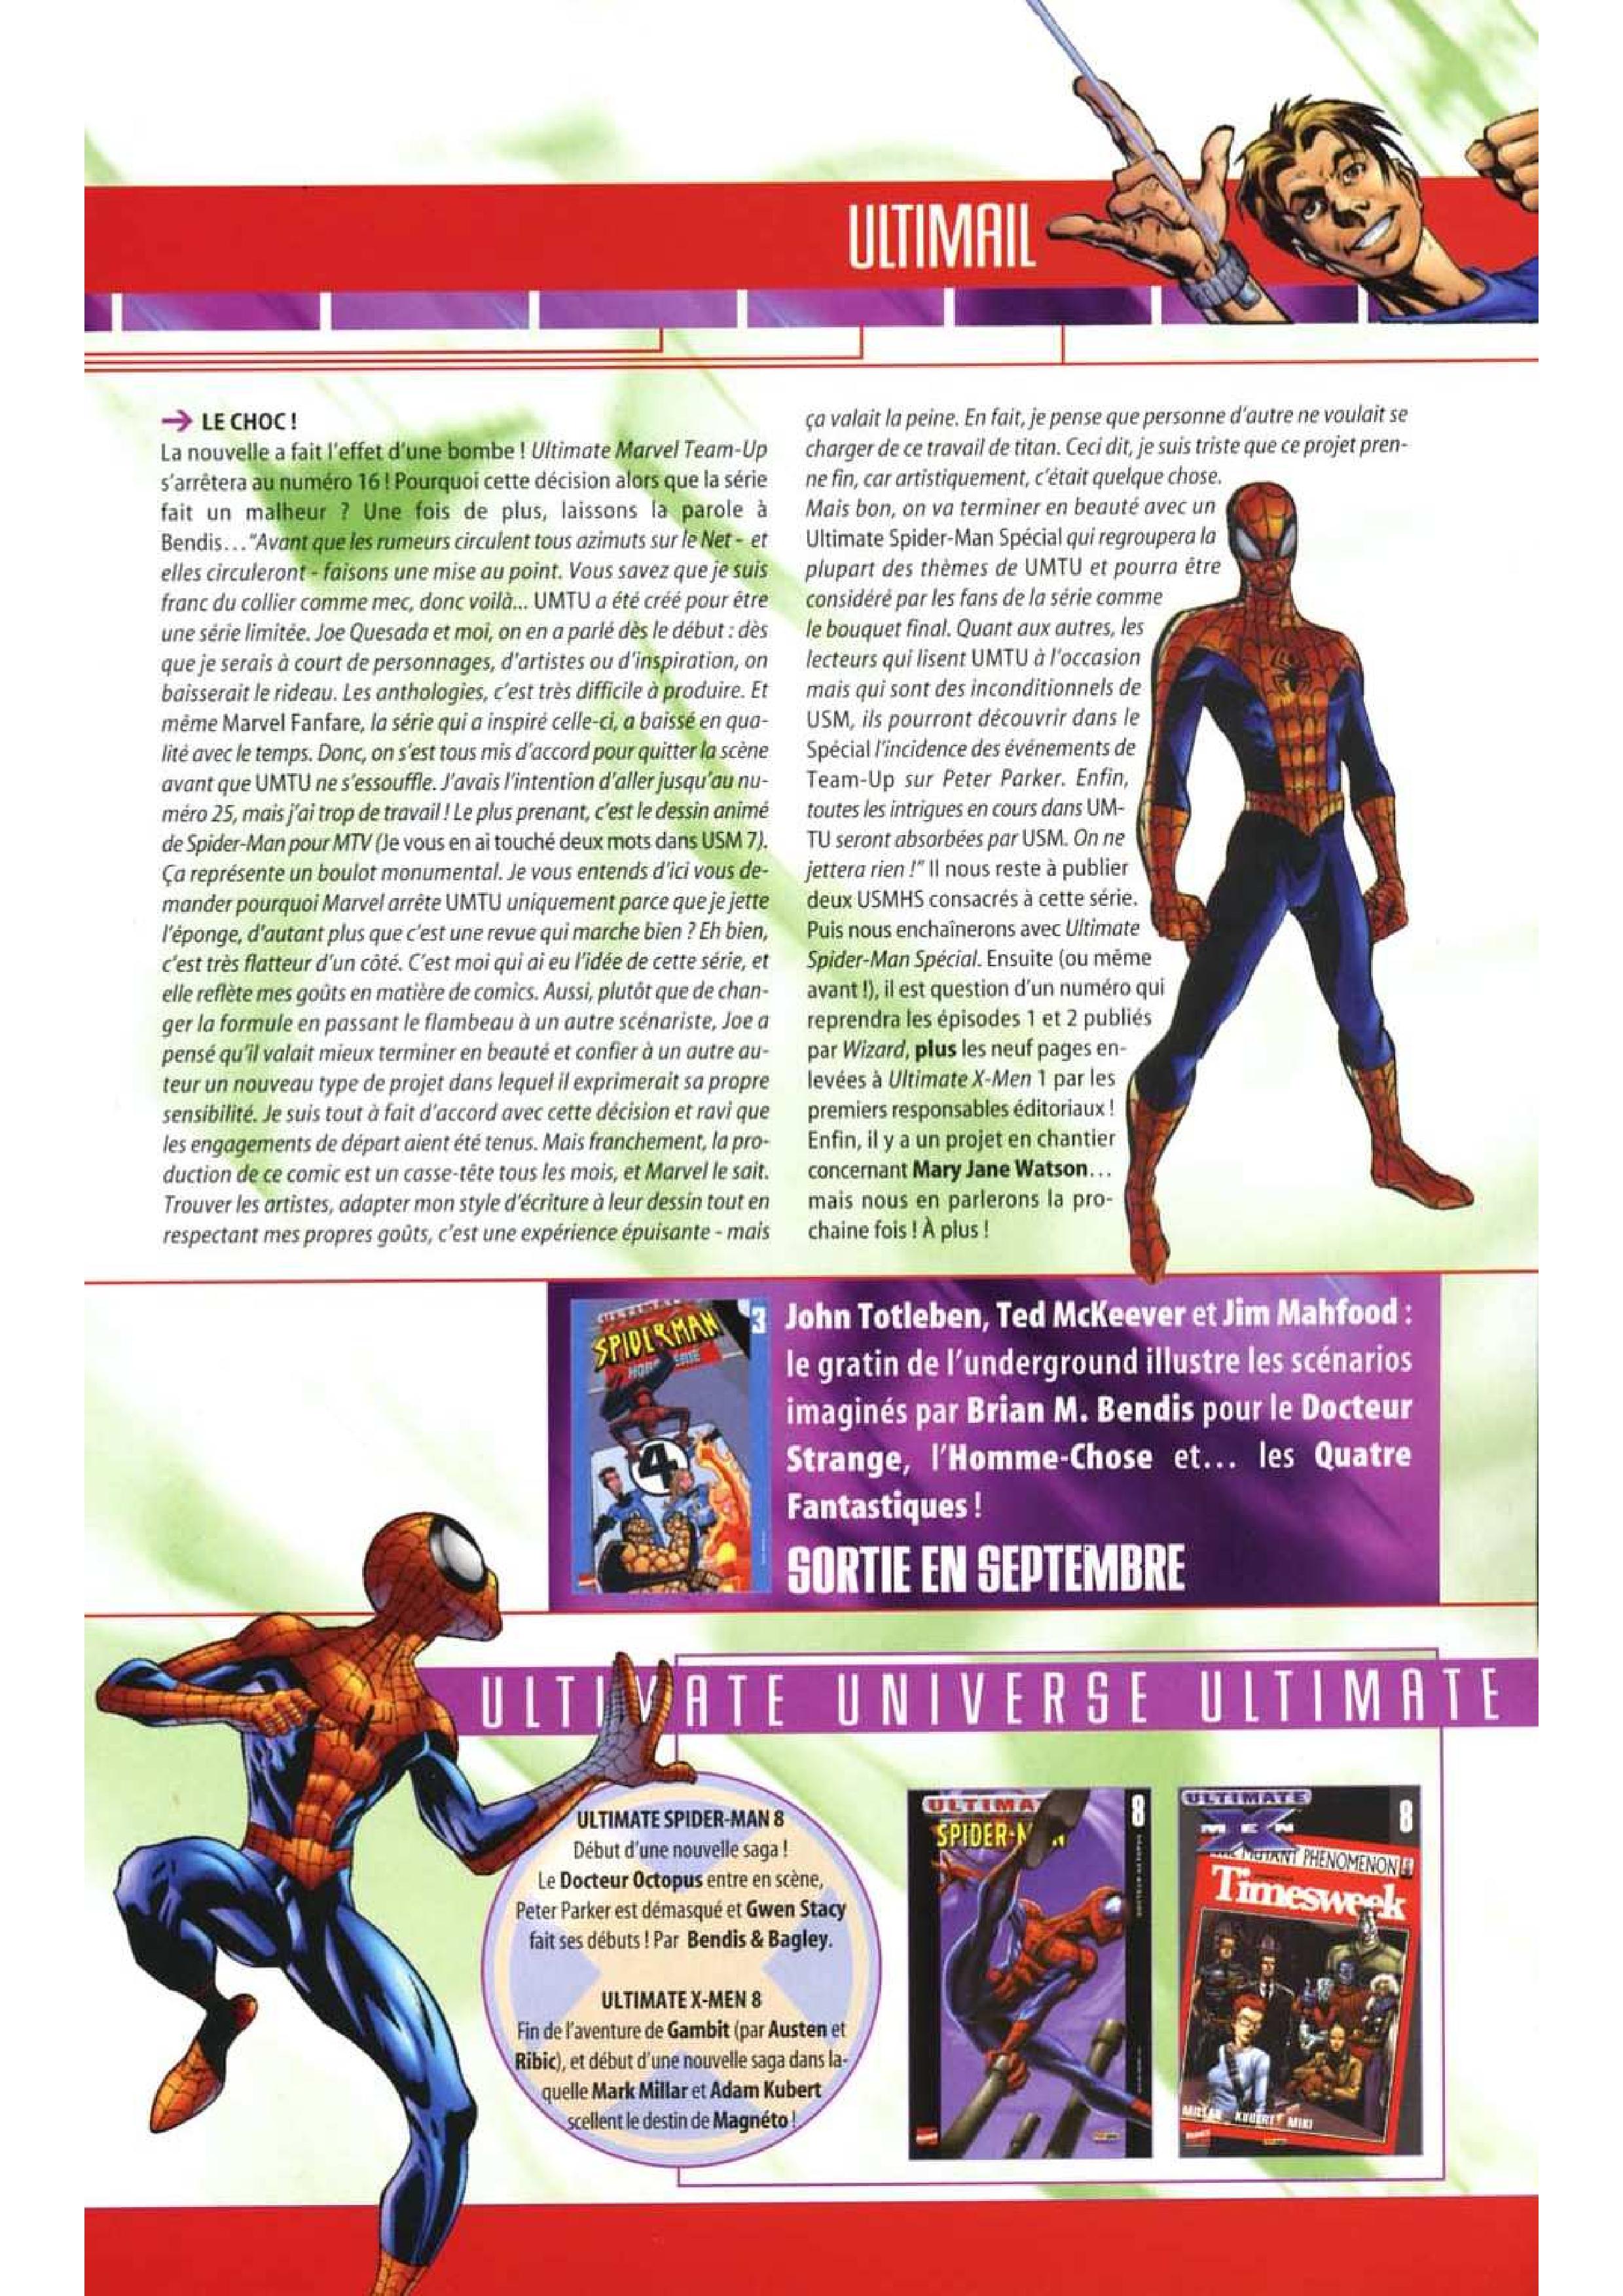 ULTIMAIL
→ LE CHOC !
La nouvelle a fait l'effet d'une bombe ! Ultimate Marvel Team-Up
s'arrêtera au numéro 16 ! Pourquoi cette décision alors que la série
fait un malheur ? Une fois de plus, laissons la parole à
Bendis... "Avant que les rumeurs circulent tous azimuts sur le Net - et
elles circuleront - faisons une mise au point. Vous savez que je suis
franc du collier comme mec, donc voilà... UMTU a été créé pour être
une série limitée. Joe Quesada et moi, on en a parlé dès le début : dès
que je serais à court de personnages, d'artistes ou d'inspiration, on
baisserait le rideau. Les anthologies, c'est très difficile à produire. Et
même Marvel Fanfare, la série qui a inspiré celle-ci, a baissé en qua-
lité avec le temps. Donc, on s'est tous mis d'accord pour quitter la scène
avant que UMTU ne s'essouffle. J'avais l'intention d'aller jusqu'au nu-
méro 25, mais j'ai trop de travail ! Le plus prenant, c'est le dessin animé
de Spider-Man pour MTV (Je vous en ai touché deux mots dans USM 7).
Ça représente un boulot monumental. Je vous entends d'ici vous de-
mander pourquoi Marvel arrête UMTU uniquement parce que je jette
l'éponge, d'autant plus que c'est une revue qui marche bien ? Eh bien,
c'est très flatteur d'un côté. C'est moi qui ai eu l'idée de cette série, et
elle reflète mes goûts en matière de comics. Aussi, plutôt que de chan-
ger la formule en passant le flambeau à un autre scénariste, Joe a
pensé qu'il valait mieux terminer en beauté et confier à un autre au-
teur un nouveau type de projet dans lequel il exprimerait sa propre
sensibilité. Je suis tout à fait d'accord avec cette décision et ravi que
les engagements de départ aient été tenus. Mais franchement, la pro-
duction de ce comic est un casse-tête tous les mois, et Marvel le sait.
Trouver les artistes, adapter mon style d'écriture à leur dessin tout en
respectant mes propres goûts, c'est une expérience épuisante - mais
ça valait la peine. En fait, je pense que personne d'autre ne voulait se
charger de ce travail de titan. Ceci dit, je suis triste que ce projet pren-
ne fin, car artistiquement, c'était quelque chose.
Mais bon, on va terminer en beauté avec un
Ultimate Spider-Man Spécial qui regroupera la
plupart des thèmes de UMTU et pourra être
considéré par les fans de la série comme
le bouquet final. Quant aux autres, les
lecteurs qui lisent UMTU à l'occasion
mais qui sont des inconditionnels de
USM, ils pourront découvrir dans le
Spécial l'incidence des événements de
Team-Up sur Peter Parker. Enfin,
toutes les intrigues en cours dans UM-
TU seront absorbées par USM. On ne
jettera rien !" Il nous reste à publier
deux USMHS consacrés à cette série.
Puis nous enchaînerons avec Ultimate
Spider-Man Spécial. Ensuite (ou même
avant !), il est question d'un numéro qui
reprendra les épisodes 1 et 2 publiés
par Wizard, plus les neuf pages en-
levées à Ultimate X-Men 1 par les
premiers responsables éditoriaux !
Enfin, il y a un projet en chantier
concernant Mary Jane Watson...
mais nous en parlerons la pro-
chaine fois ! À plus !
ULTIMATE
SPIDER-MAN
3
4
John Totleben, Ted McKeever et Jim Mahfood :
le gratin de l'underground illustre les scénarios
imaginés par Brian M. Bendis pour le Docteur
Strange, l'Homme-Chose et... les Quatre
Fantastiques !
SORTIE EN SEPTEMBRE
ULTIMATE UNIVERSE ULTIMATE
ULTIMATE SPIDER-MAN 8
Début d'une nouvelle saga !
Le Docteur Octopus entre en scène,
Peter Parker est démasqué et Gwen Stacy
fait ses débuts ! Par Bendis & Bagley.
ULTIMATE X-MEN 8
Fin de l'aventure de Gambit (par Austen et
Ribic), et début d'une nouvelle saga dans la-
quelle Mark Millar et Adam Kubert
scellent le destin de Magnéto !
ULTIMA
SPIDER-M
8
ULTIMATE
X
MEN
8
MUTANT PHENOMENON
Timesweek
MILLAR KUBERT MIKI